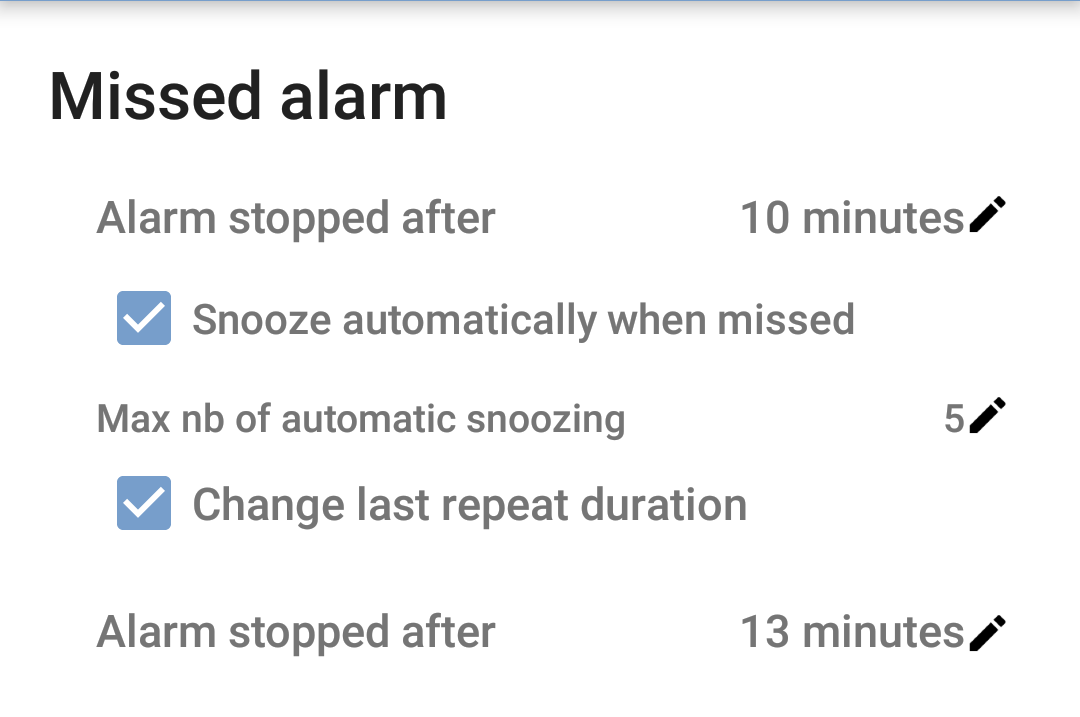 Missed alarm
Alarm stopped after 10 minutes
Snooze automatically when missed
Max nb of automatic snoozing 5
Change last repeat duration
Alarm stopped after 13 minutes